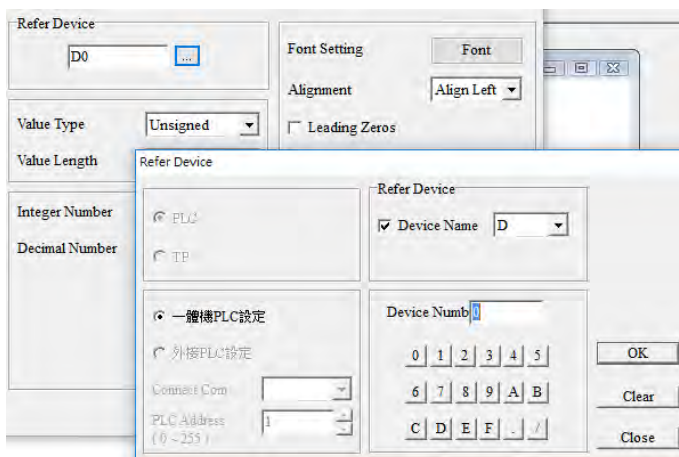 Refer Device
D0
...
Font Setting
Font
Alignment
Align Left
Value Type
Unsigned
Leading Zeros
Value Length
Integer Number
Decimal Number
Refer Device
PLC
TP
Refer Device
Device Name
D
一體機PLC設定
外接PLC設定
Connect Com
PLC Address
( 0 ~ 255 )
1
Device Numb
0
0 1 2 3 4 5
6 7 8 9 A B
C D E F . /
OK
Clear
Close